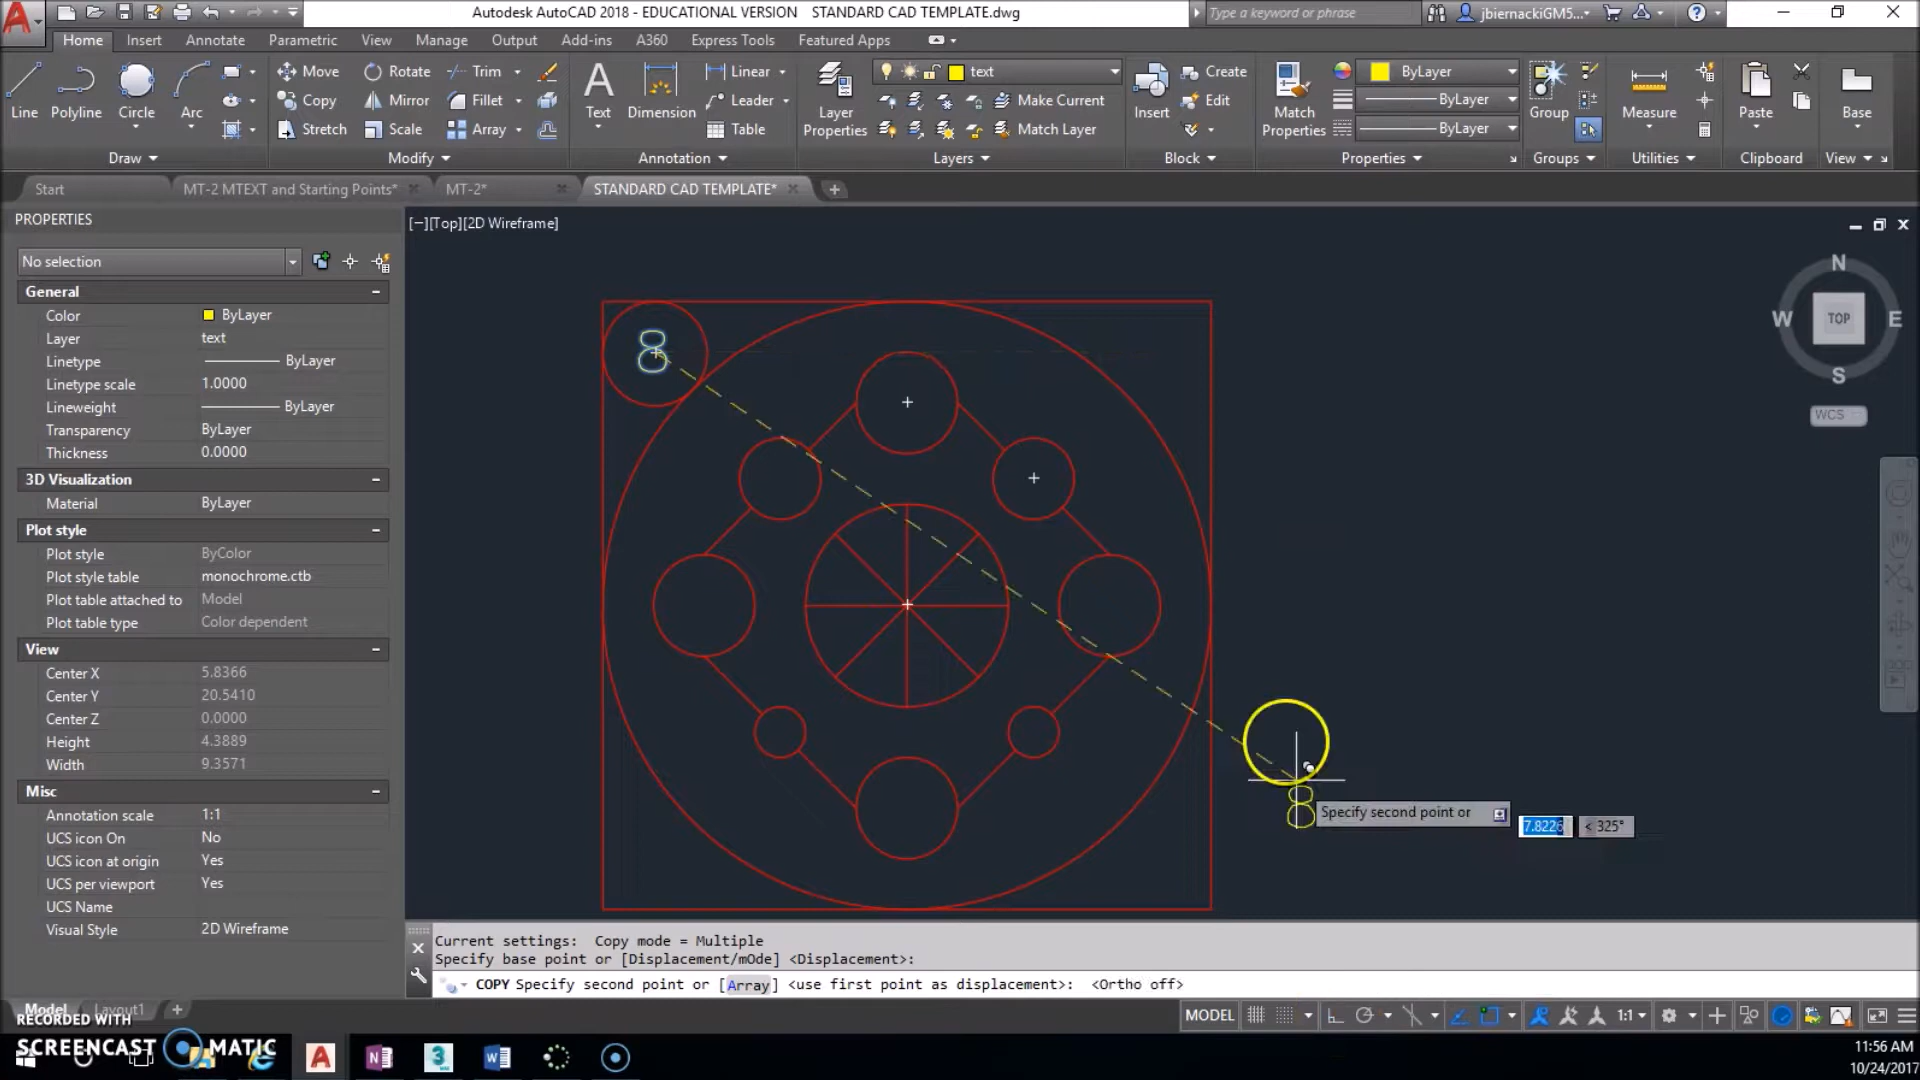 Autodesk AutoCAD 2018 - EDUCATIONAL VERSION STANDARD CAD TEMPLATE.dwg
Type a keyword or phrase
jbiernackiGM5...
Home Insert Annotate Parametric View Manage Output Add-ins A360 Express Tools Featured Apps
Line Polyline Circle Arc
Move Rotate Trim
Copy Mirror Fillet
Stretch Scale Array
Text Dimension
Linear
Leader
Table
Layer Properties
text
Make Current
Match Layer
Insert
Create
Edit
Match Properties
ByLayer
ByLayer
ByLayer
Group
Measure
Paste
Base
Draw Modify Annotation Layers Block Properties Groups Utilities Clipboard View
Start MT-2 MTEXT and Starting Points* MT-2* STANDARD CAD TEMPLATE*
PROPERTIES
No selection
General
Color ByLayer
Layer text
Linetype ByLayer
Linetype scale 1.0000
Lineweight ByLayer
Transparency ByLayer
Thickness 0.0000
3D Visualization
Material ByLayer
Plot style
Plot style ByColor
Plot style table monochrome.ctb
Plot table attached to Model
Plot table type Color dependent
View
Center X 5.8366
Center Y 20.5410
Center Z 0.0000
Height 4.3889
Width 9.3571
Misc
Annotation scale 1:1
UCS icon On No
UCS icon at origin Yes
UCS per viewport Yes
UCS Name
Visual Style 2D Wireframe
[−][Top][2D Wireframe]
8
N
W TOP E
S
WCS
8
Specify second point or
7.8226 < 325°
Current settings: Copy mode = Multiple
Specify base point or [Displacement/mOde] <Displacement>:
COPY Specify second point or [Array] <use first point as displacement>: <Ortho off>
Model Layout1
MODEL
1:1
RECORDED WITH
SCREENCAST MATIC
11:56 AM
10/24/2017